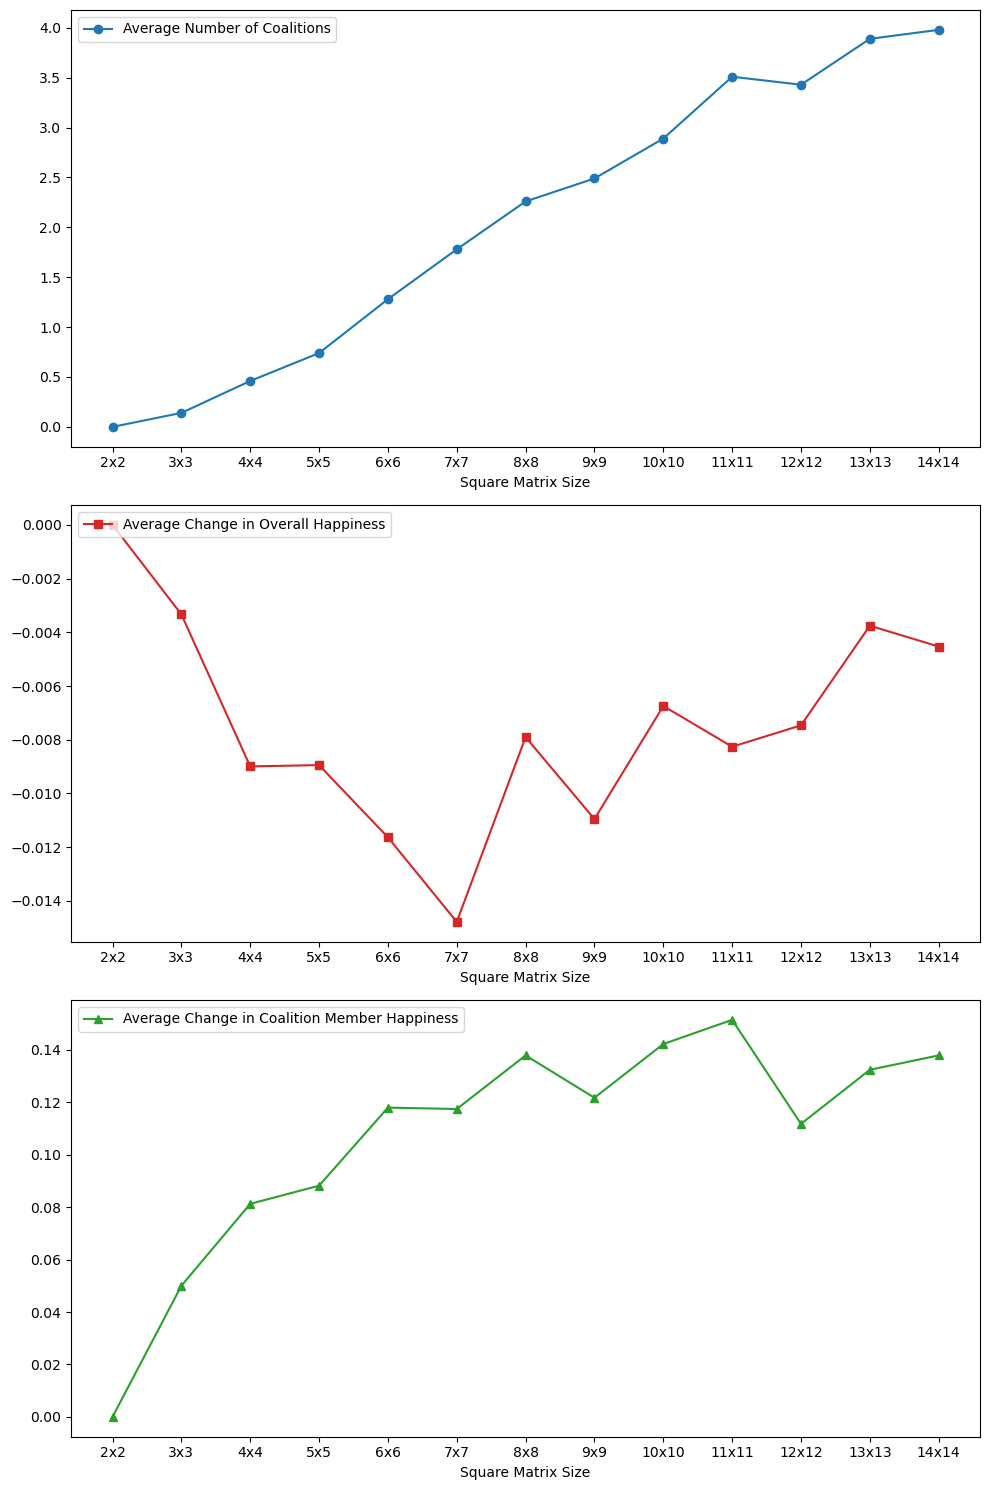 Average Number of Coalitions
4.0
3.5
3.0
2.5
2.0
1.5
1.0
0.5
0.0
2x2 3x3 4x4 5x5 6x6 7x7 8x8 9x9 10x10 11x11 12x12 13x13 14x14
Square Matrix Size
Average Change in Overall Happiness
0.000
−0.002
−0.004
−0.006
−0.008
−0.010
−0.012
−0.014
2x2 3x3 4x4 5x5 6x6 7x7 8x8 9x9 10x10 11x11 12x12 13x13 14x14
Square Matrix Size
Average Change in Coalition Member Happiness
0.14
0.12
0.10
0.08
0.06
0.04
0.02
0.00
2x2 3x3 4x4 5x5 6x6 7x7 8x8 9x9 10x10 11x11 12x12 13x13 14x14
Square Matrix Size